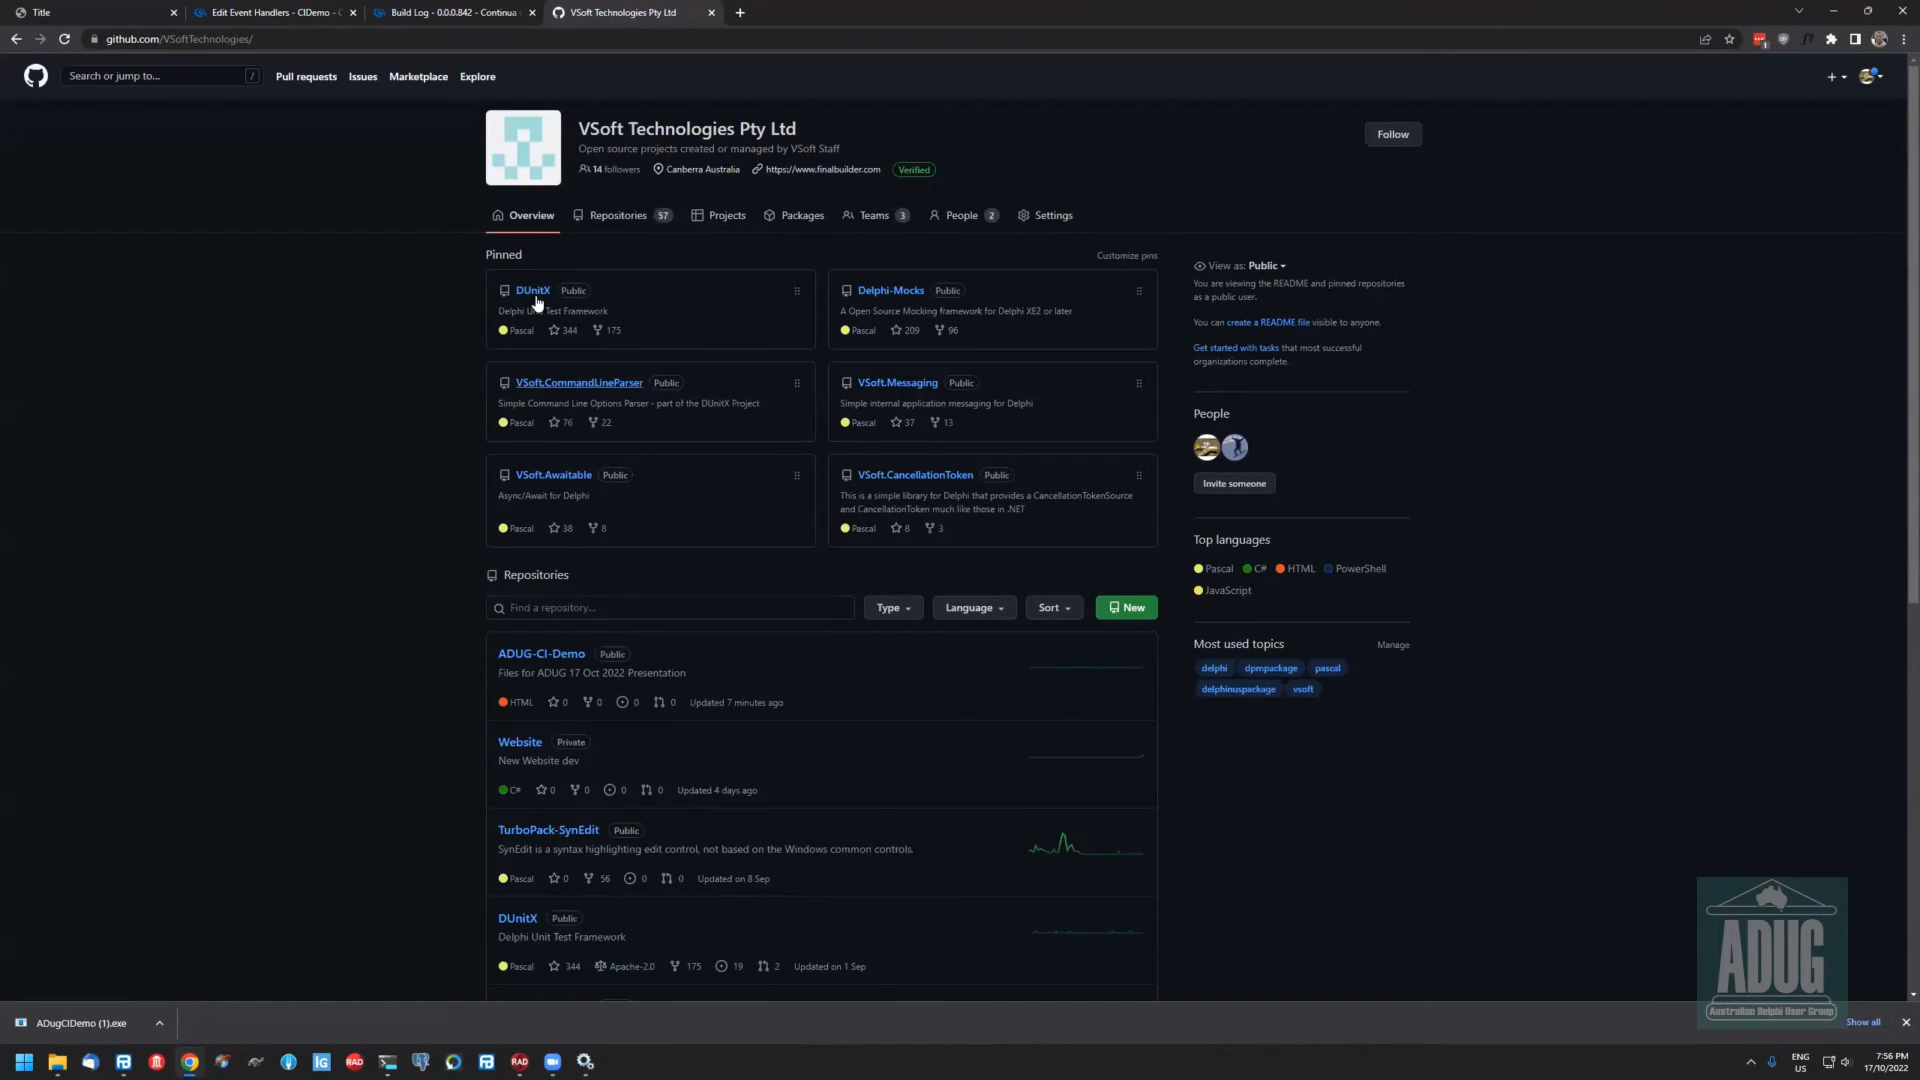 Title
Edit Event Handlers - CIDemo - C
Build Log - 0.0.0.842 - Continua
VSoft Technologies Pty Ltd
github.com/VSoftTechnologies/
Search or jump to...
/
Pull requests
Issues
Marketplace
Explore
VSoft Technologies Pty Ltd
Open source projects created or managed by VSoft Staff
14 followers
Canberra Australia
https://www.finalbuilder.com
Verified
Follow
Overview
Repositories 57
Projects
Packages
Teams 3
People 2
Settings
Pinned
Customize pins
DUnitX Public
Delphi Unit Test Framework
Pascal 344 175
Delphi-Mocks Public
A Open Source Mocking framework for Delphi XE2 or later
Pascal 209 96
VSoft.CommandLineParser Public
Simple Command Line Options Parser - part of the DUnitX Project
Pascal 76 22
VSoft.Messaging Public
Simple internal application messaging for Delphi
Pascal 37 13
VSoft.Awaitable Public
Async/Await for Delphi
Pascal 38 8
VSoft.CancellationToken Public
This is a simple library for Delphi that provides a CancellationTokenSource
and CancellationToken much like those in .NET
Pascal 8 3
View as: Public
You are viewing the README and pinned repositories
as a public user.
You can create a README file visible to anyone.
Get started with tasks that most successful
organizations complete.
People
Invite someone
Top languages
Pascal C# HTML PowerShell
JavaScript
Most used topics
Manage
delphi dpmpackage pascal
delphinuspackage vsoft
Repositories
Find a repository...
Type
Language
Sort
New
ADUG-CI-Demo Public
Files for ADUG 17 Oct 2022 Presentation
HTML 0 0 0 0 Updated 7 minutes ago
Website Private
New Website dev
C# 0 0 0 0 Updated 4 days ago
TurboPack-SynEdit Public
SynEdit is a syntax highlighting edit control, not based on the Windows common controls.
Pascal 0 56 0 0 Updated on 8 Sep
DUnitX Public
Delphi Unit Test Framework
Pascal 344 Apache-2.0 175 19 2 Updated on 1 Sep
ADUG
Australian Delphi User Group
ADugCIDemo (1).exe
Show all
IG
RAD
RAD
ENG
US
7:56 PM
17/10/2022